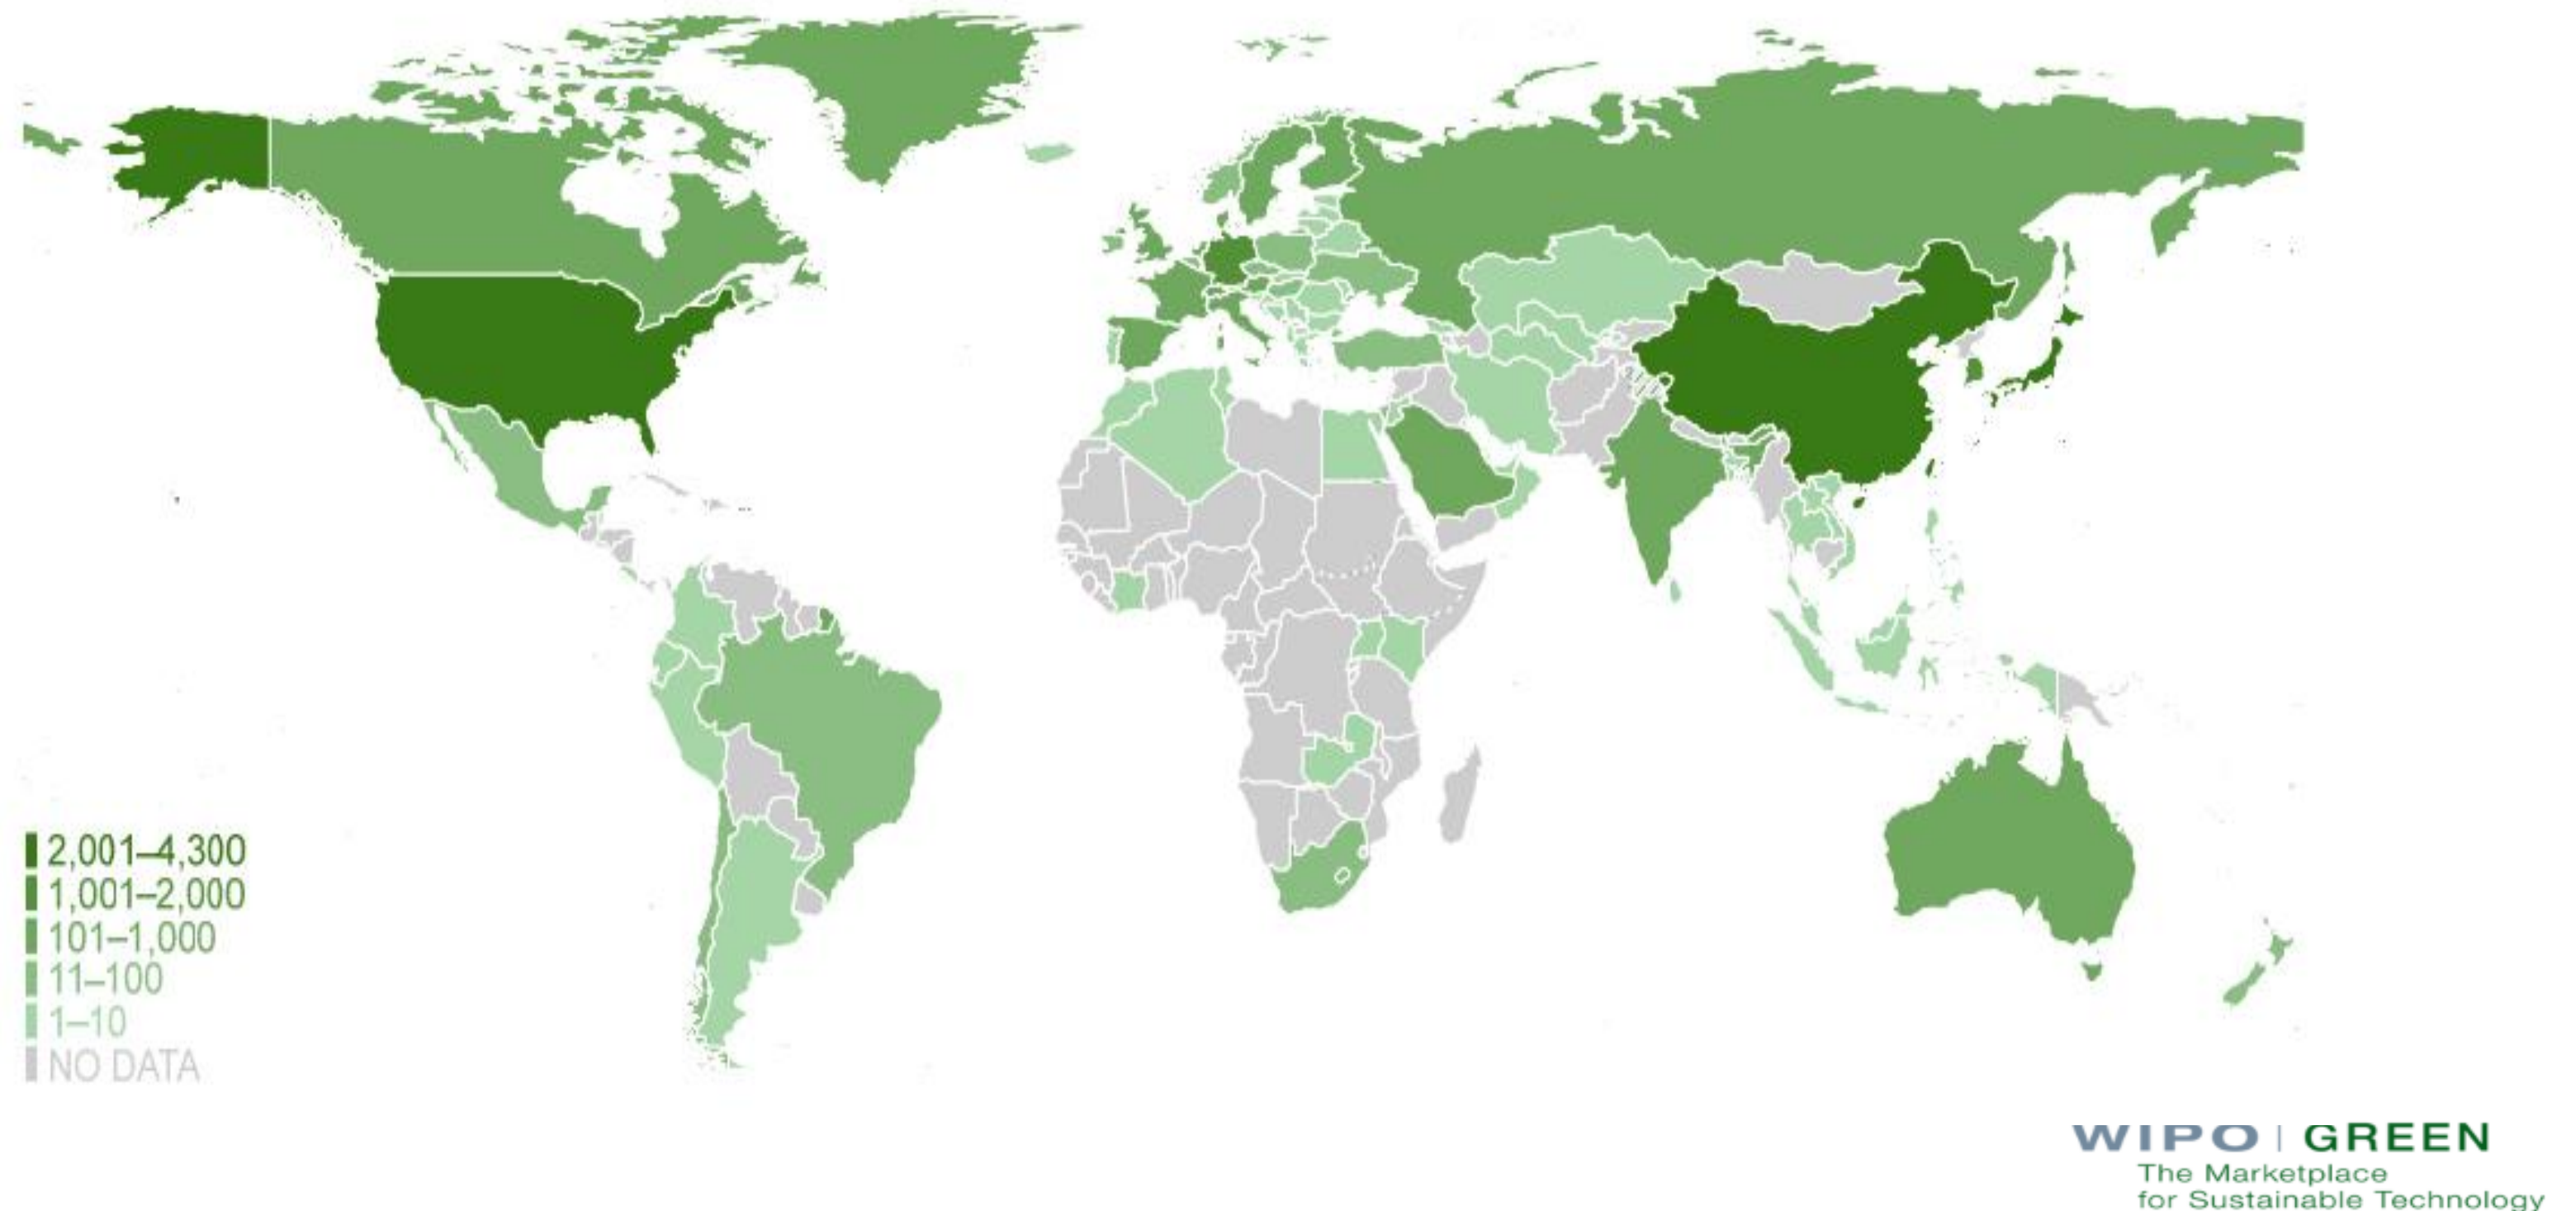 2,001–4,300
1,001–2,000
101–1,000
11–100
1–10
NO DATA
WIPO | GREEN
The Marketplace
for Sustainable Technology